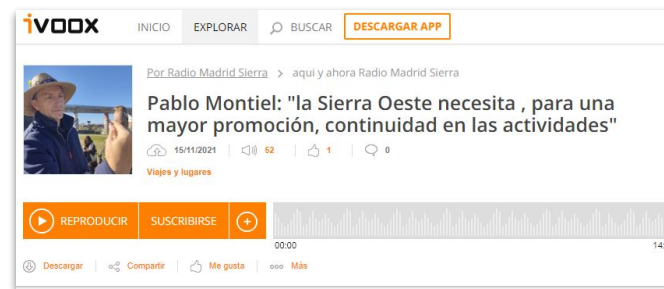 iVOOX INICIO EXPLORAR BUSCAR DESCARGAR APP
Por Radio Madrid Sierra > aqui y ahora Radio Madrid Sierra
Pablo Montiel: "la Sierra Oeste necesita , para una
mayor promoción, continuidad en las actividades"
15/11/2021 52 1 0
Viajes y lugares
REPRODUCIR SUSCRIBIRSE
00:00 14:
Descargar Compartir Me gusta Más